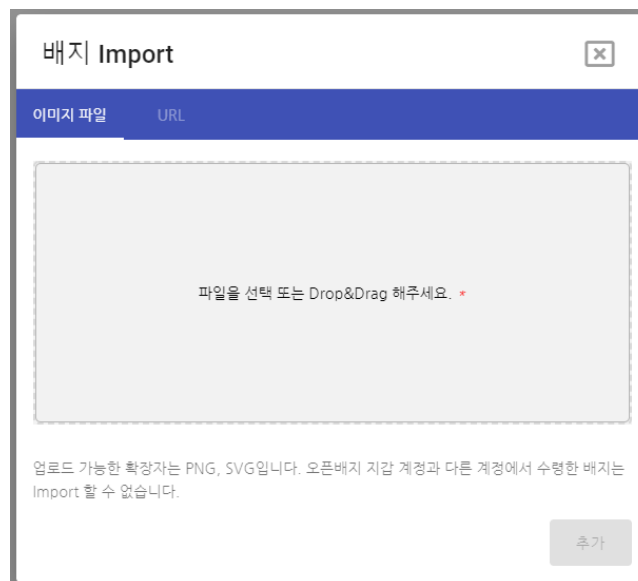 배지 Import
이미지 파일 URL
파일을 선택 또는 Drop&Drag 해주세요. *
업로드 가능한 확장자는 PNG, SVG입니다. 오픈배지 지갑 계정과 다른 계정에서 수령한 배지는
Import 할 수 없습니다.
추가